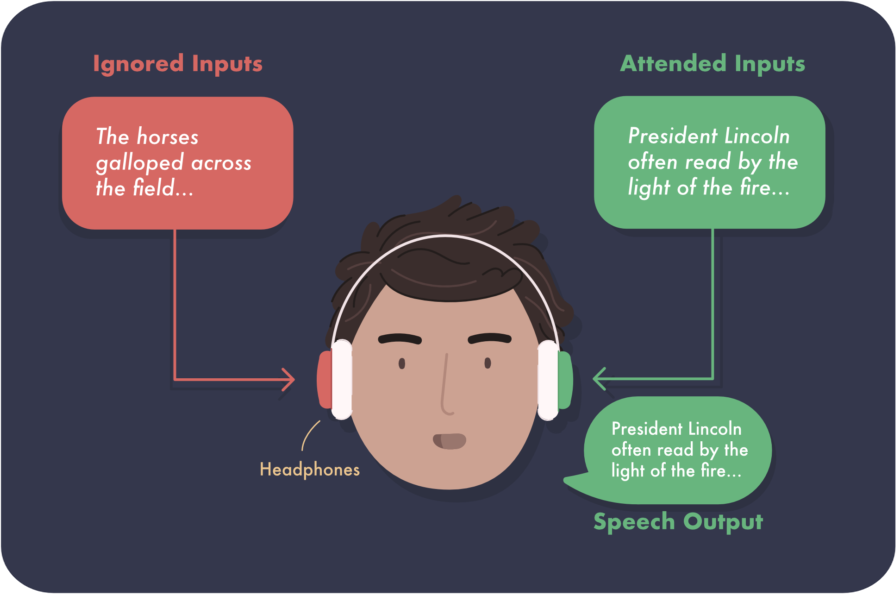 Ignored Inputs
Attended Inputs
The horses
galloped across
the field...
President Lincoln
often read by the
light of the fire...
Headphones
President Lincoln
often read by the
light of the fire...
Speech Output